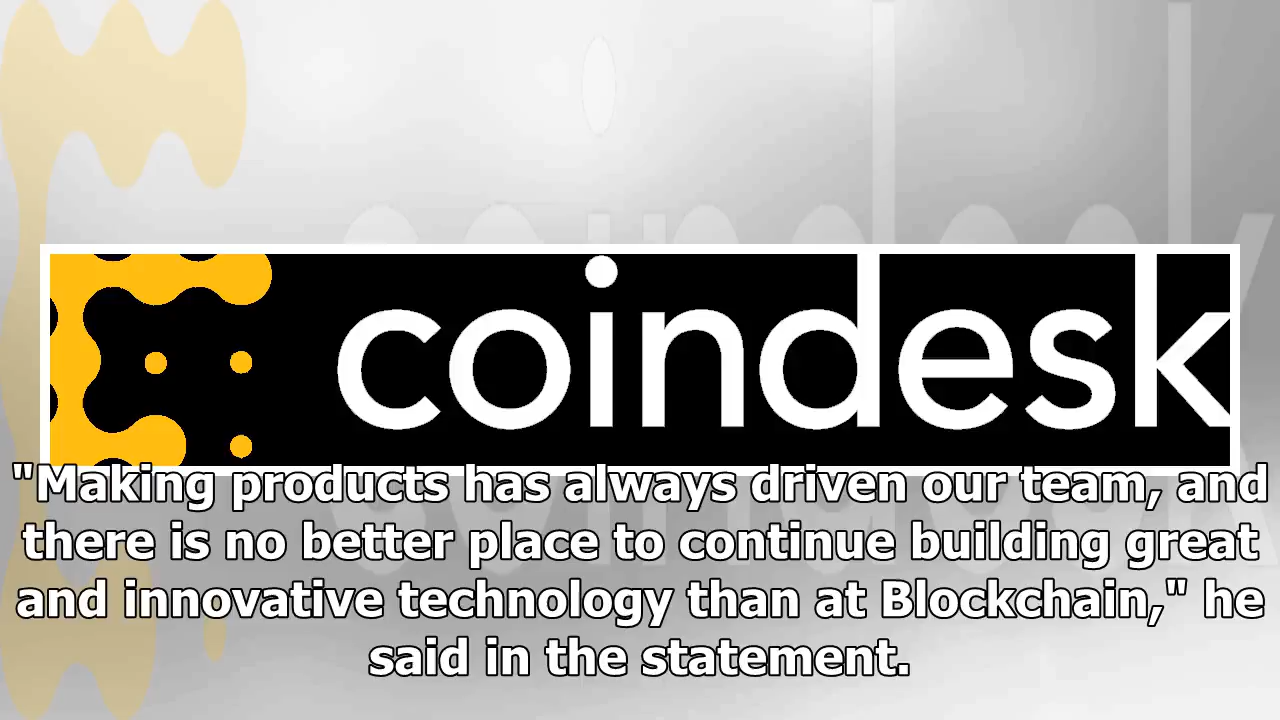 coindesk
"Making products has always driven our team, and
there is no better place to continue building great
and innovative technology than at Blockchain," he
said in the statement.